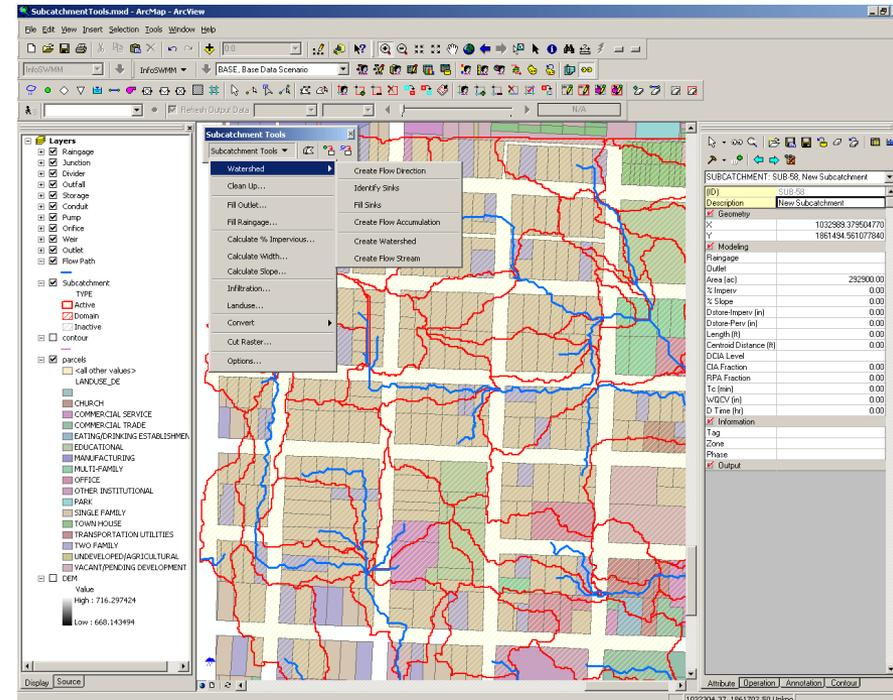 SubcatchmentTools.mxd - ArcMap - ArcView
File Edit View Insert Selection Tools Window Help
0:0
InfoSWMM InfoSWMM BASE, Base Data Scenario
Refresh Output Data N/A
Layers
Raingage
Junction
Divider
Outfall
Storage
Conduit
Pump
Orifice
Weir
Outlet
Flow Path
Subcatchment
TYPE
Active
Domain
Inactive
contour
parcels
<all other values>
LANDUSE_DE
CHURCH
COMMERCIAL SERVICE
COMMERCIAL TRADE
EATING/DRINKING ESTABLISHMEN
EDUCATIONAL
MANUFACTURING
MULTI-FAMILY
OFFICE
OTHER INSTITUTIONAL
PARK
SINGLE FAMILY
TOWN HOUSE
TRANSPORTATION UTILITIES
TWO FAMILY
UNDEVELOPED/AGRICULTURAL
VACANT/PENDING DEVELOPMENT
DEM
Value
High : 716.297424
Low : 668.143494
Display Source
Subcatchment Tools
Subcatchment Tools
Watershed
Clean Up...
Fill Outlet...
Fill Raingage...
Calculate % Impervious...
Calculate Width...
Calculate Slope...
Infiltration...
Landuse...
Convert
Cut Raster...
Options...
Create Flow Direction
Identify Sinks
Fill Sinks
Create Flow Accumulation
Create Watershed
Create Flow Stream
SUBCATCHMENT: SUB-58, New Subcatchment
(ID) SUB-58
Description New Subcatchment
Geometry
X 1032989.379504770
Y 1861494.561077840
Modeling
Raingage
Outlet
Area (ac) 292900.00
% Imperv 0.00
% Slope 0.00
Dstore-Imperv (in) 0.00
Dstore-Perv (in) 0.00
Length (ft) 0.00
Centroid Distance (ft) 0.00
DCIA Level
CIA Fraction 0.00
RPA Fraction 0.00
Tc (min) 0.00
WQCV (in) 0.00
D Time (hr) 0.00
Information
Tag
Zone
Phase
Output
Attribute Operation Annotation Contour